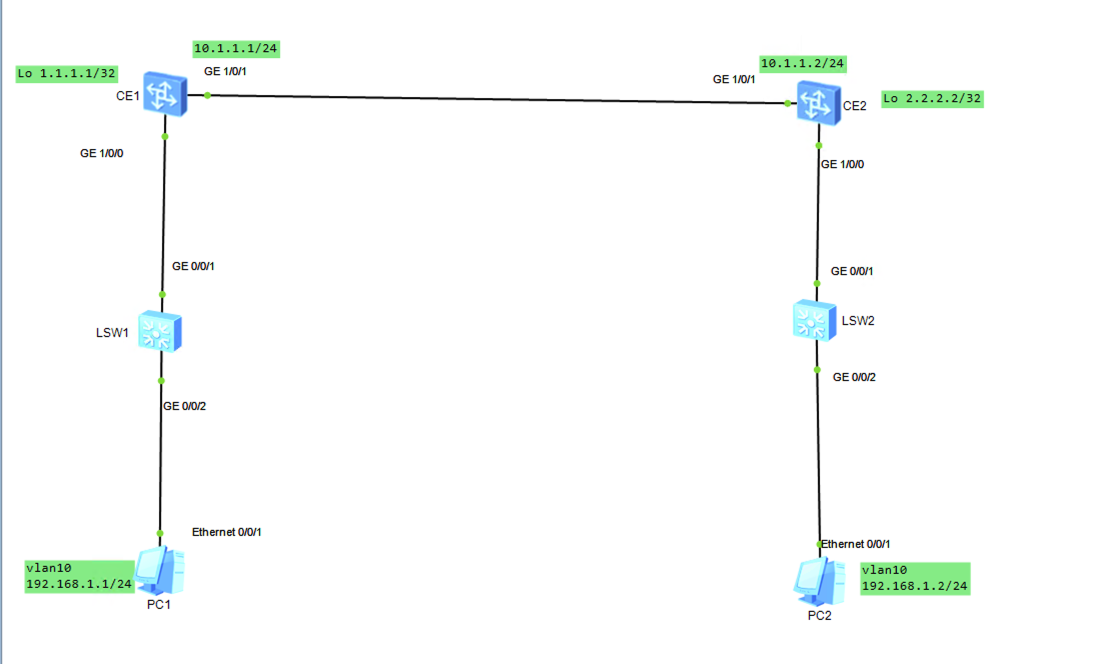 10.1.1.1/24
Lo 1.1.1.1/32
GE 1/0/1
CE1
GE 1/0/0
10.1.1.2/24
GE 1/0/1
CE2
Lo 2.2.2.2/32
GE 1/0/0
GE 0/0/1
LSW1
GE 0/0/2
GE 0/0/1
LSW2
GE 0/0/2
Ethernet 0/0/1
vlan10
192.168.1.1/24
PC1
Ethernet 0/0/1
vlan10
192.168.1.2/24
PC2